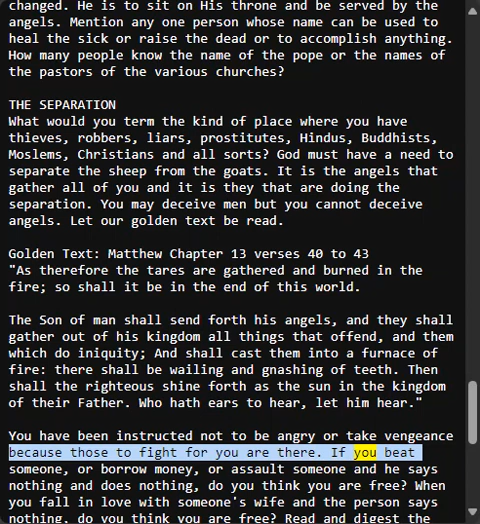 changed. He is to sit on His throne and be served by the
angels. Mention any one person whose name can be used to
heal the sick or raise the dead or to accomplish anything.
How many people know the name of the pope or the names of
the pastors of the various churches?
THE SEPARATION
What would you term the kind of place where you have
thieves, robbers, liars, prostitutes, Hindus, Buddhists,
Moslems, Christians and all sorts? God must have a need to
separate the sheep from the goats. It is the angels that
gather all of you and it is they that are doing the
separation. You may deceive men but you cannot deceive
angels. Let our golden text be read.
Golden Text: Matthew Chapter 13 verses 40 to 43
"As therefore the tares are gathered and burned in the
fire; so shall it be in the end of this world.
The Son of man shall send forth his angels, and they shall
gather out of his kingdom all things that offend, and them
which do iniquity; And shall cast them into a furnace of
fire: there shall be wailing and gnashing of teeth. Then
shall the righteous shine forth as the sun in the kingdom
of their Father. Who hath ears to hear, let him hear."
You have been instructed not to be angry or take vengeance
because those to fight for you are there. If you beat
someone, or borrow money, or assault someone and he says
nothing and does nothing, do you think you are free? When
you fall in love with someone's wife and the person says
nothing, do you think you are free? Read and digest the